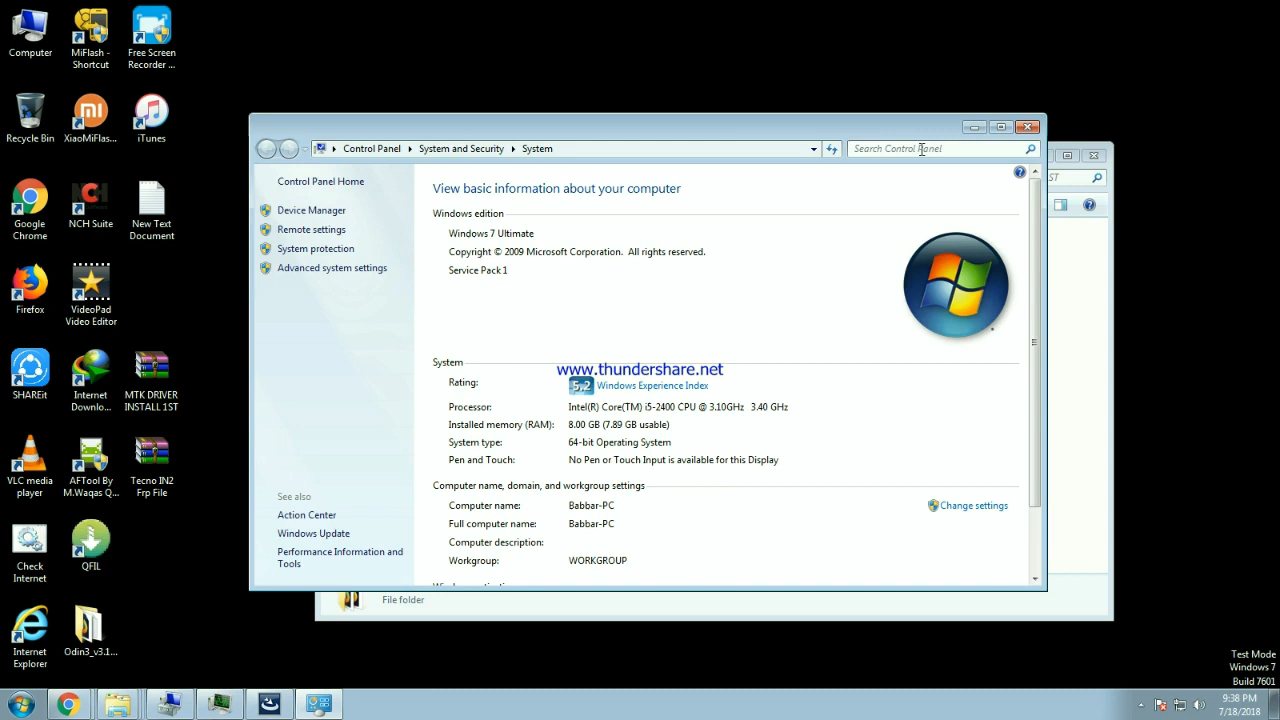 Computer
MiFlash -
Shortcut
Free Screen
Recorder ...
Recycle Bin
XiaoMiFlas...
iTunes
Google
Chrome
NCH
NCH Suite
New Text
Document
Firefox
VideoPad
Video Editor
SHAREit
Internet
Downlo...
MTK DRIVER
INSTALL 1ST
VLC media
player
AFTool By
M.Waqas Q...
Tecno IN2
Frp File
Check
Internet
QFIL
Internet
Explorer
Odin3_v3.1...
Control Panel
System and Security
System
Search Control Panel
ST
Control Panel Home
Device Manager
Remote settings
System protection
Advanced system settings
See also
Action Center
Windows Update
Performance Information and
Tools
View basic information about your computer
Windows edition
Windows 7 Ultimate
Copyright © 2009 Microsoft Corporation.  All rights reserved.
Service Pack 1
System
www.thundershare.net
Rating:
5.2 Windows Experience Index
Processor: Intel(R) Core(TM) i5-2400 CPU @ 3.10GHz 3.40 GHz
Installed memory (RAM): 8.00 GB (7.89 GB usable)
System type: 64-bit Operating System
Pen and Touch: No Pen or Touch Input is available for this Display
Computer name, domain, and workgroup settings
Computer name: Babbar-PC
Change settings
Full computer name: Babbar-PC
Computer description:
Workgroup: WORKGROUP
File folder
Test Mode
Windows 7
Build 7601
9:38 PM
7/18/2018